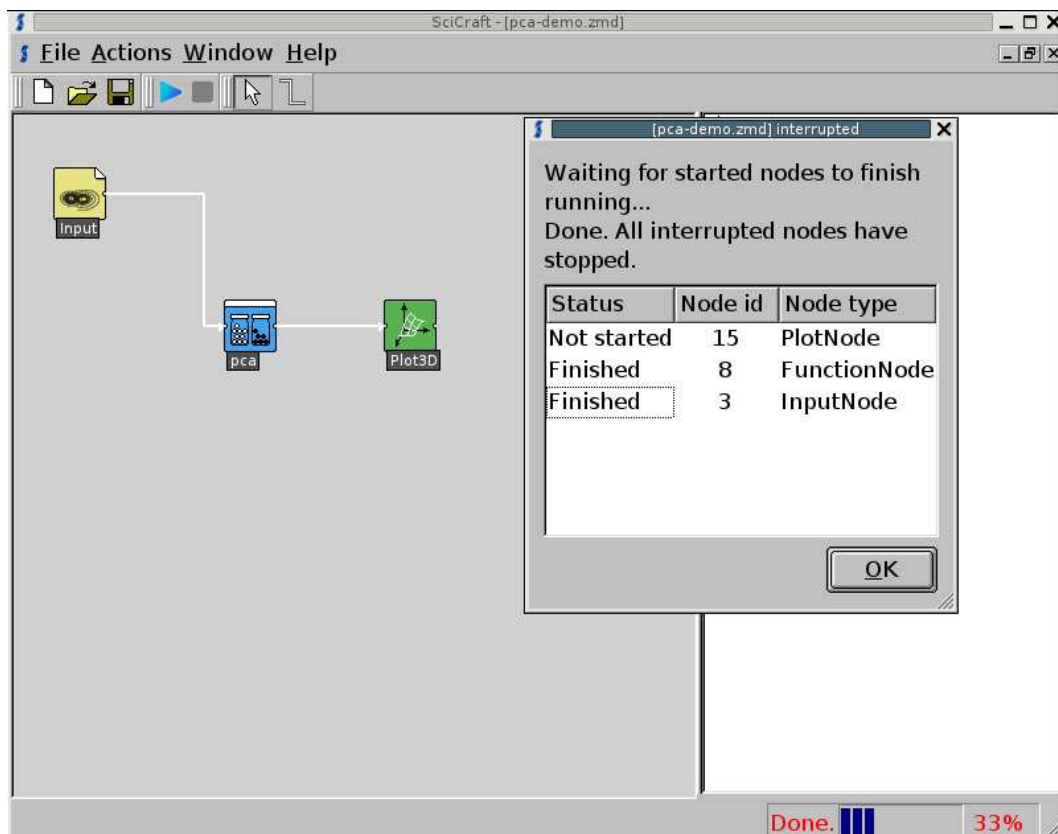 SciCraft - [pca-demo.zmd]
File Actions Window Help
[pca-demo.zmd] interrupted
Waiting for started nodes to finish
running...
Done. All interrupted nodes have
stopped.
Status Node id Node type
Not started 15 PlotNode
Finished 8 FunctionNode
Finished 3 InputNode
OK
Input
pca
Plot3D
Done. 33%